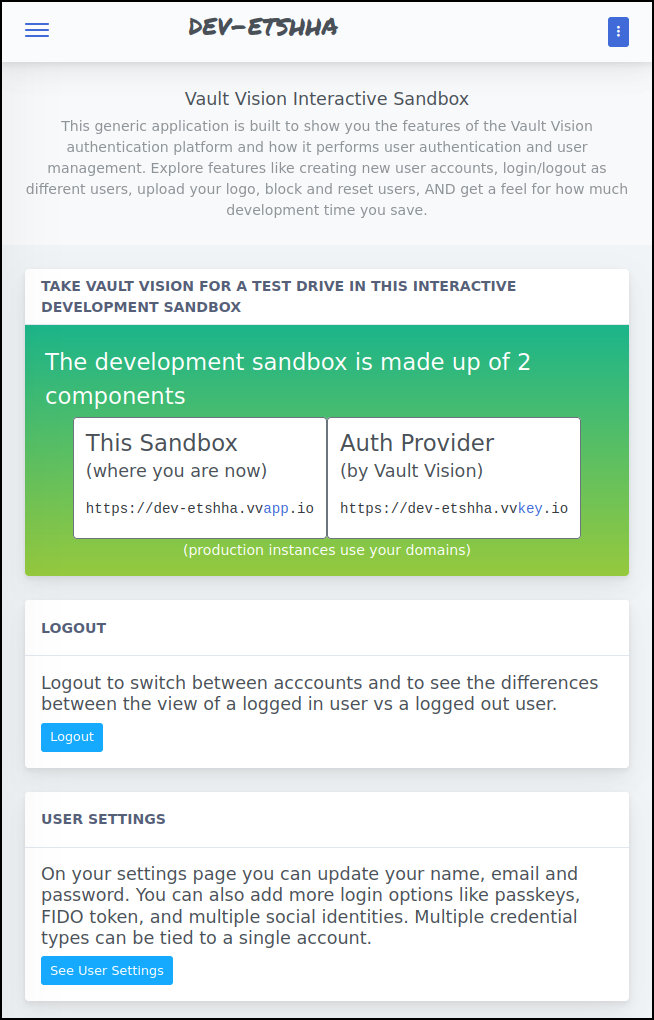 DEV-ETSHHA
Vault Vision Interactive Sandbox
This generic application is built to show you the features of the Vault Vision
authentication platform and how it performs user authentication and user
management. Explore features like creating new user accounts, login/logout as
different users, upload your logo, block and reset users, AND get a feel for how much
development time you save.
TAKE VAULT VISION FOR A TEST DRIVE IN THIS INTERACTIVE
DEVELOPMENT SANDBOX
The development sandbox is made up of 2
components
This Sandbox
(where you are now)
https://dev-etshha.vvapp.io
Auth Provider
(by Vault Vision)
https://dev-etshha.vvkey.io
(production instances use your domains)
LOGOUT
Logout to switch between acccounts and to see the differences
between the view of a logged in user vs a logged out user.
Logout
USER SETTINGS
On your settings page you can update your name, email and
password. You can also add more login options like passkeys,
FIDO token, and multiple social identities. Multiple credential
types can be tied to a single account.
See User Settings